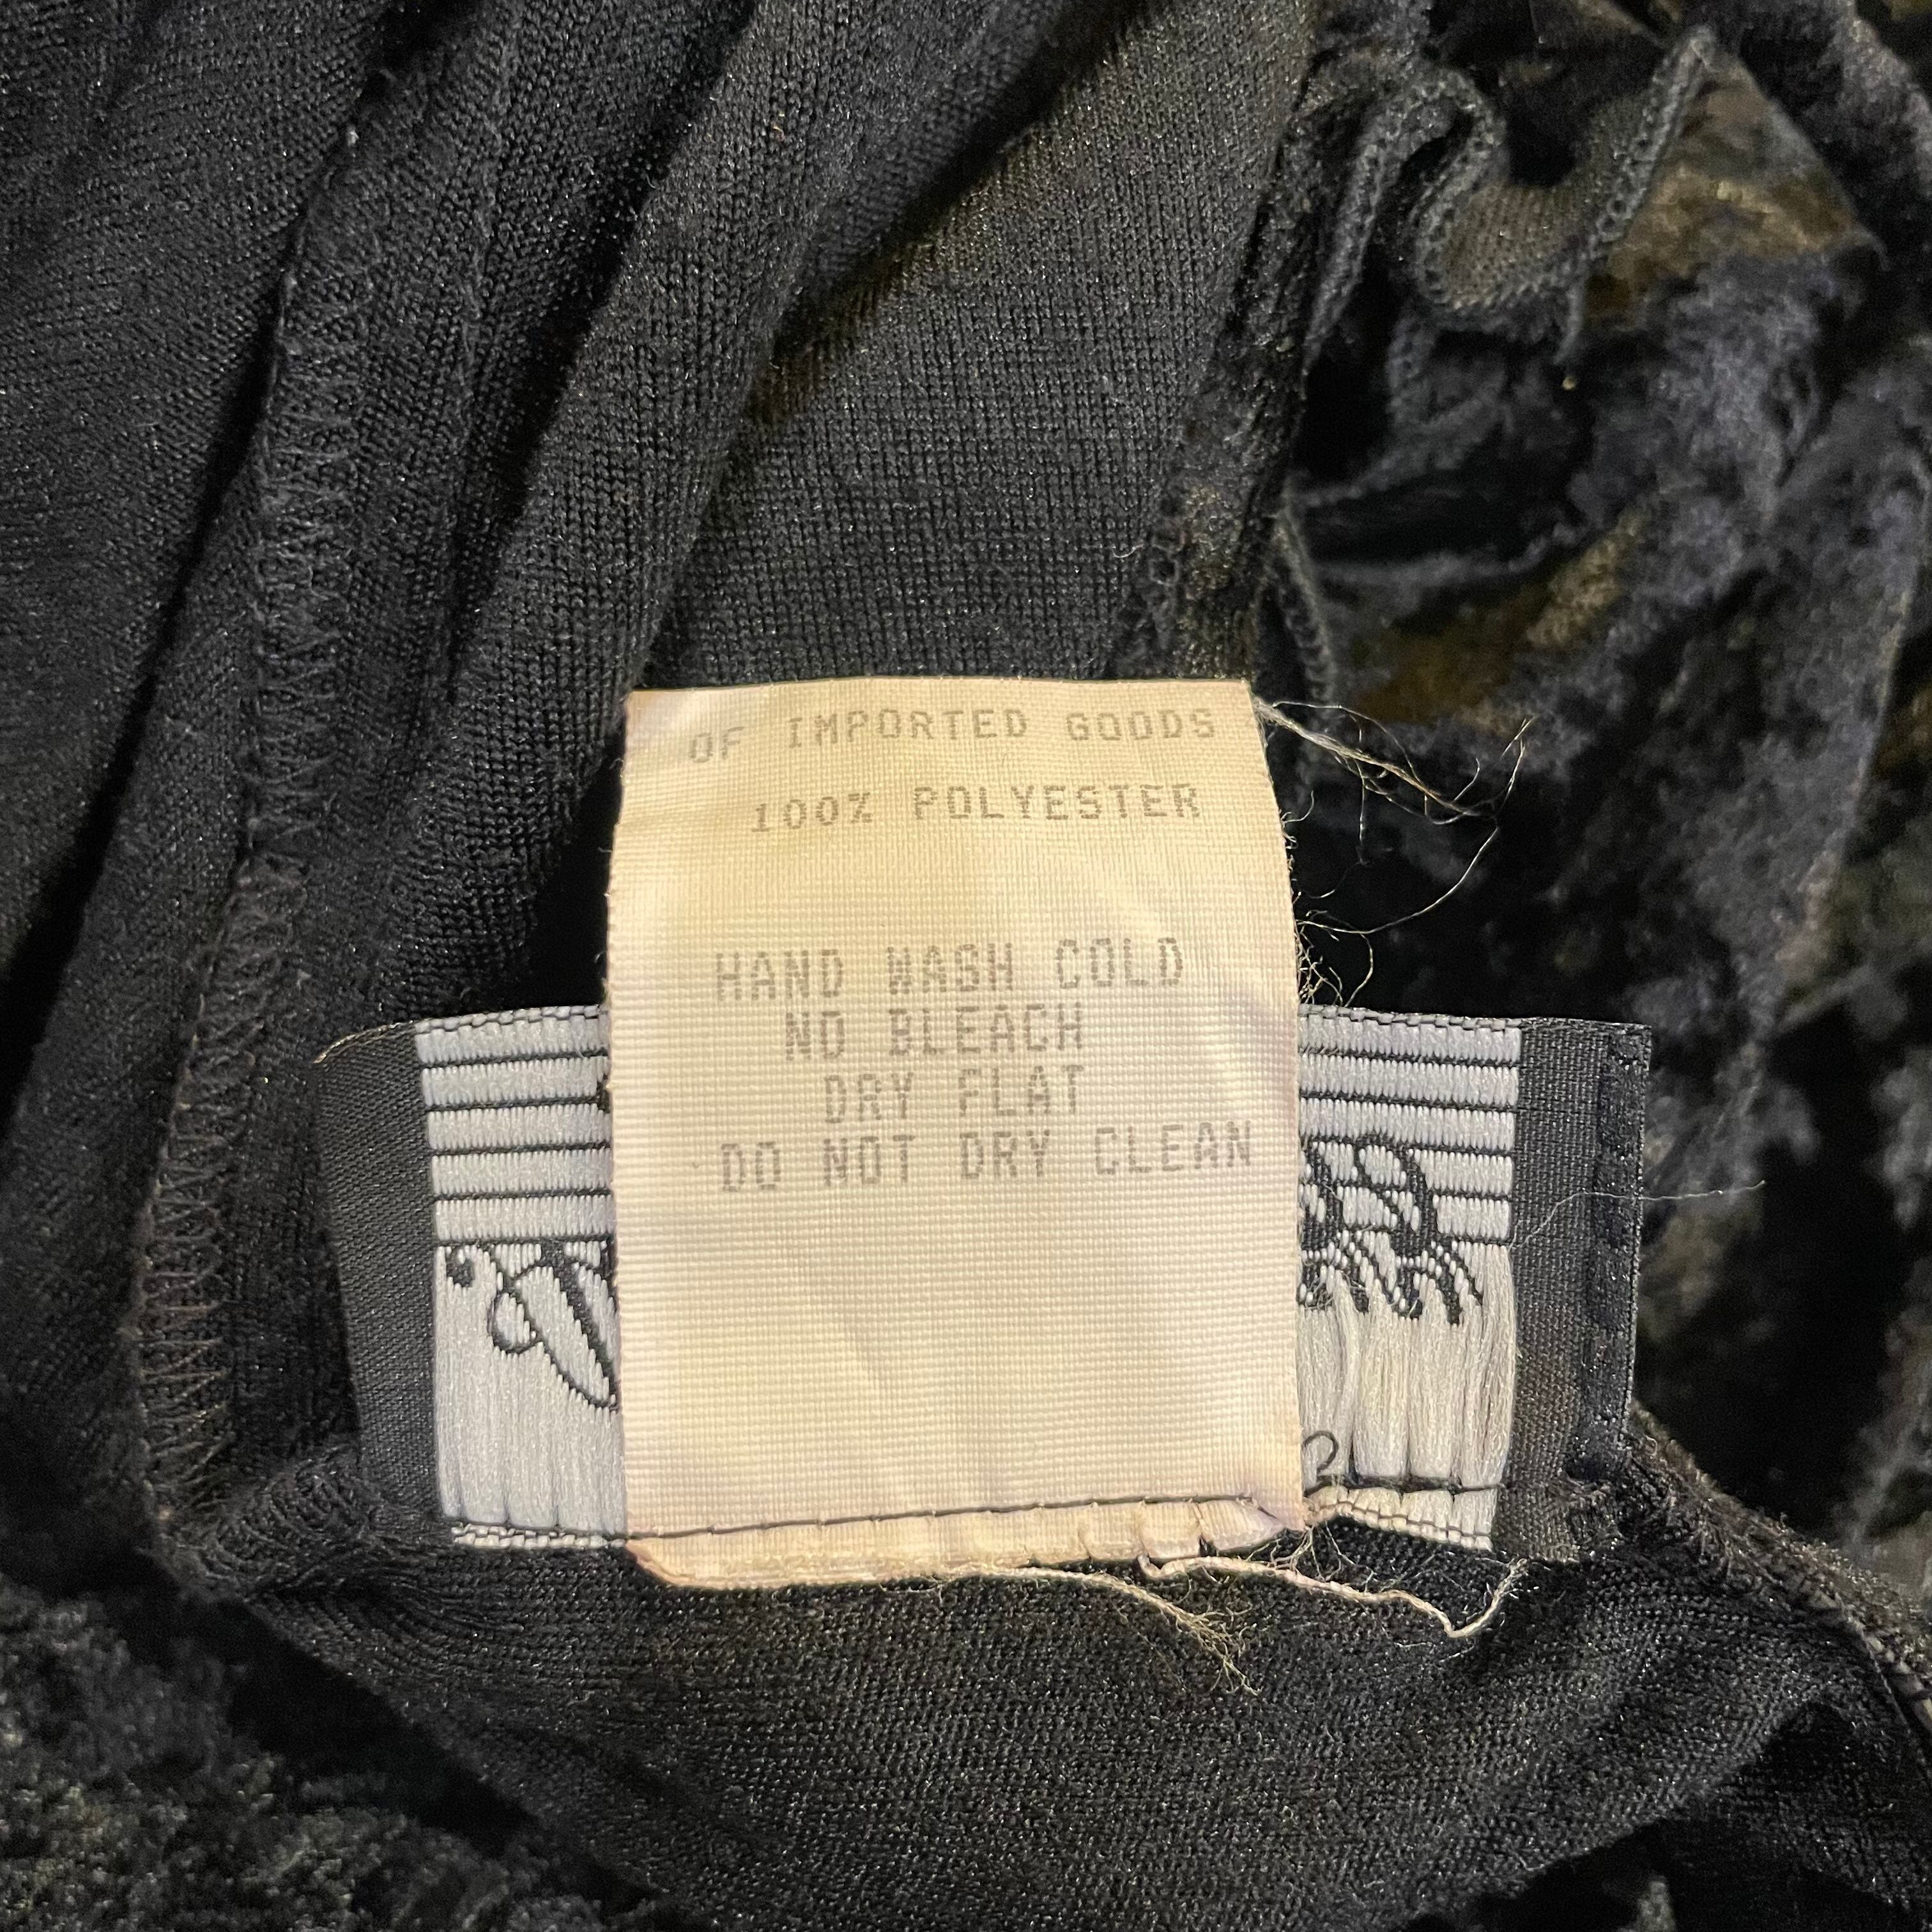 OF IMPORTED GOODS
100% POLYESTER
HAND WASH COLD
NO BLEACH
DRY FLAT
DO NOT DRY CLEAN